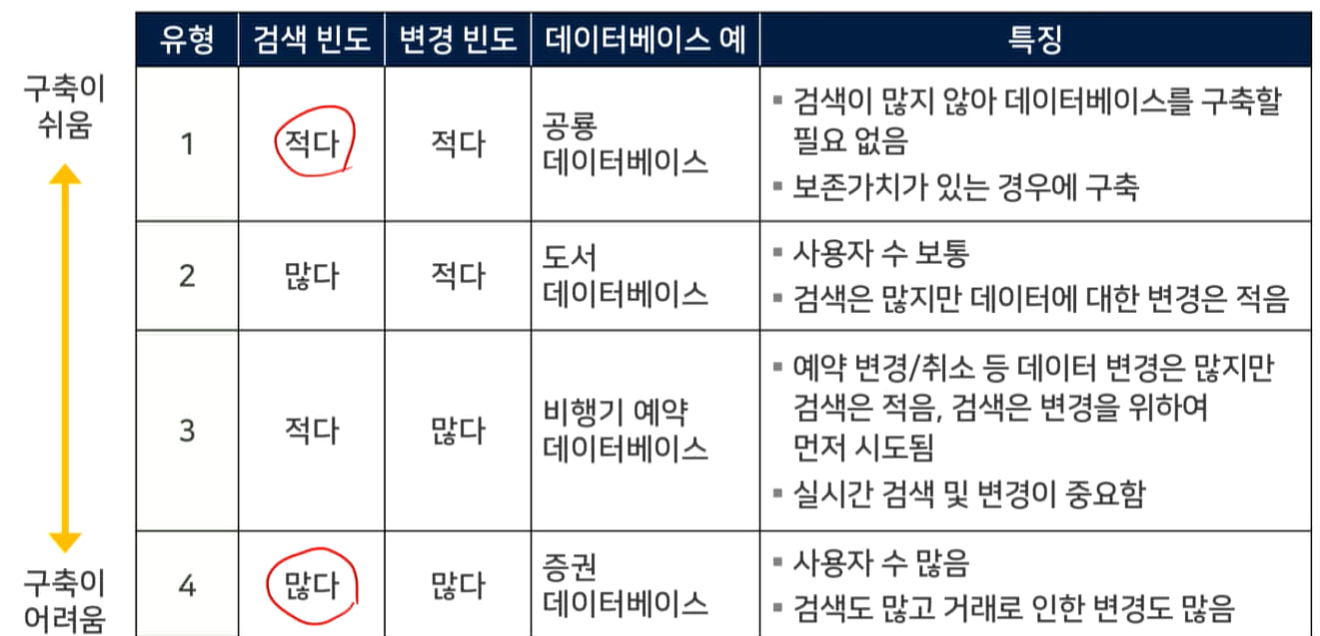 유형 검색 빈도 변경 빈도 데이터베이스 예 특징
구축이
쉬움
1 적다 적다
공룡
데이터베이스
▪ 검색이 많지 않아 데이터베이스를 구축할
필요 없음
▪ 보존가치가 있는 경우에 구축
2 많다 적다
도서
데이터베이스
▪ 사용자 수 보통
▪ 검색은 많지만 데이터에 대한 변경은 적음
3 적다 많다
비행기 예약
데이터베이스
▪ 예약 변경/취소 등 데이터 변경은 많지만
검색은 적음, 검색은 변경을 위하여
먼저 시도됨
▪ 실시간 검색 및 변경이 중요함
구축이
어려움
4 많다 많다
증권
데이터베이스
▪ 사용자 수 많음
▪ 검색도 많고 거래로 인한 변경도 많음